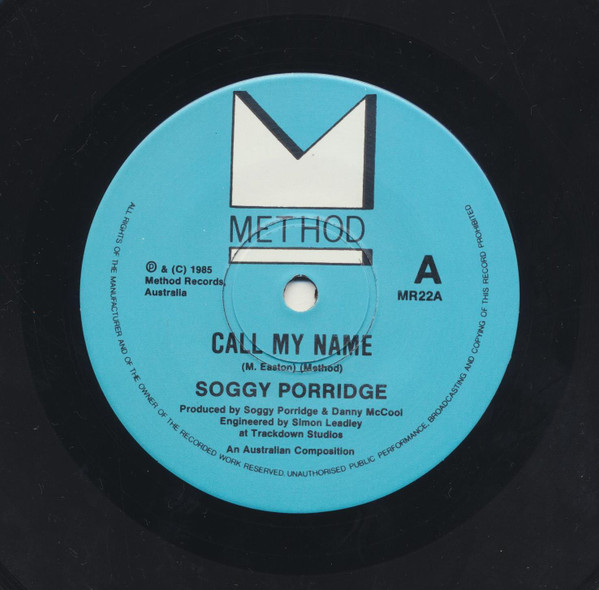 METHOD
℗ & (C) 1985
Method Records,
Australia
A
MR22A
CALL MY NAME
(M. Easton) (Method)
SOGGY PORRIDGE
Produced by Soggy Porridge & Danny McCool
Engineered by Simon Leadley
at Trackdown Studios
An Australian Composition
ALL RIGHTS OF THE MANUFACTURER AND OF THE OWNER OF THE RECORDED WORK RESERVED. UNAUTHORISED PUBLIC PERFORMANCE, BROADCASTING AND COPYING OF THIS RECORD PROHIBITED